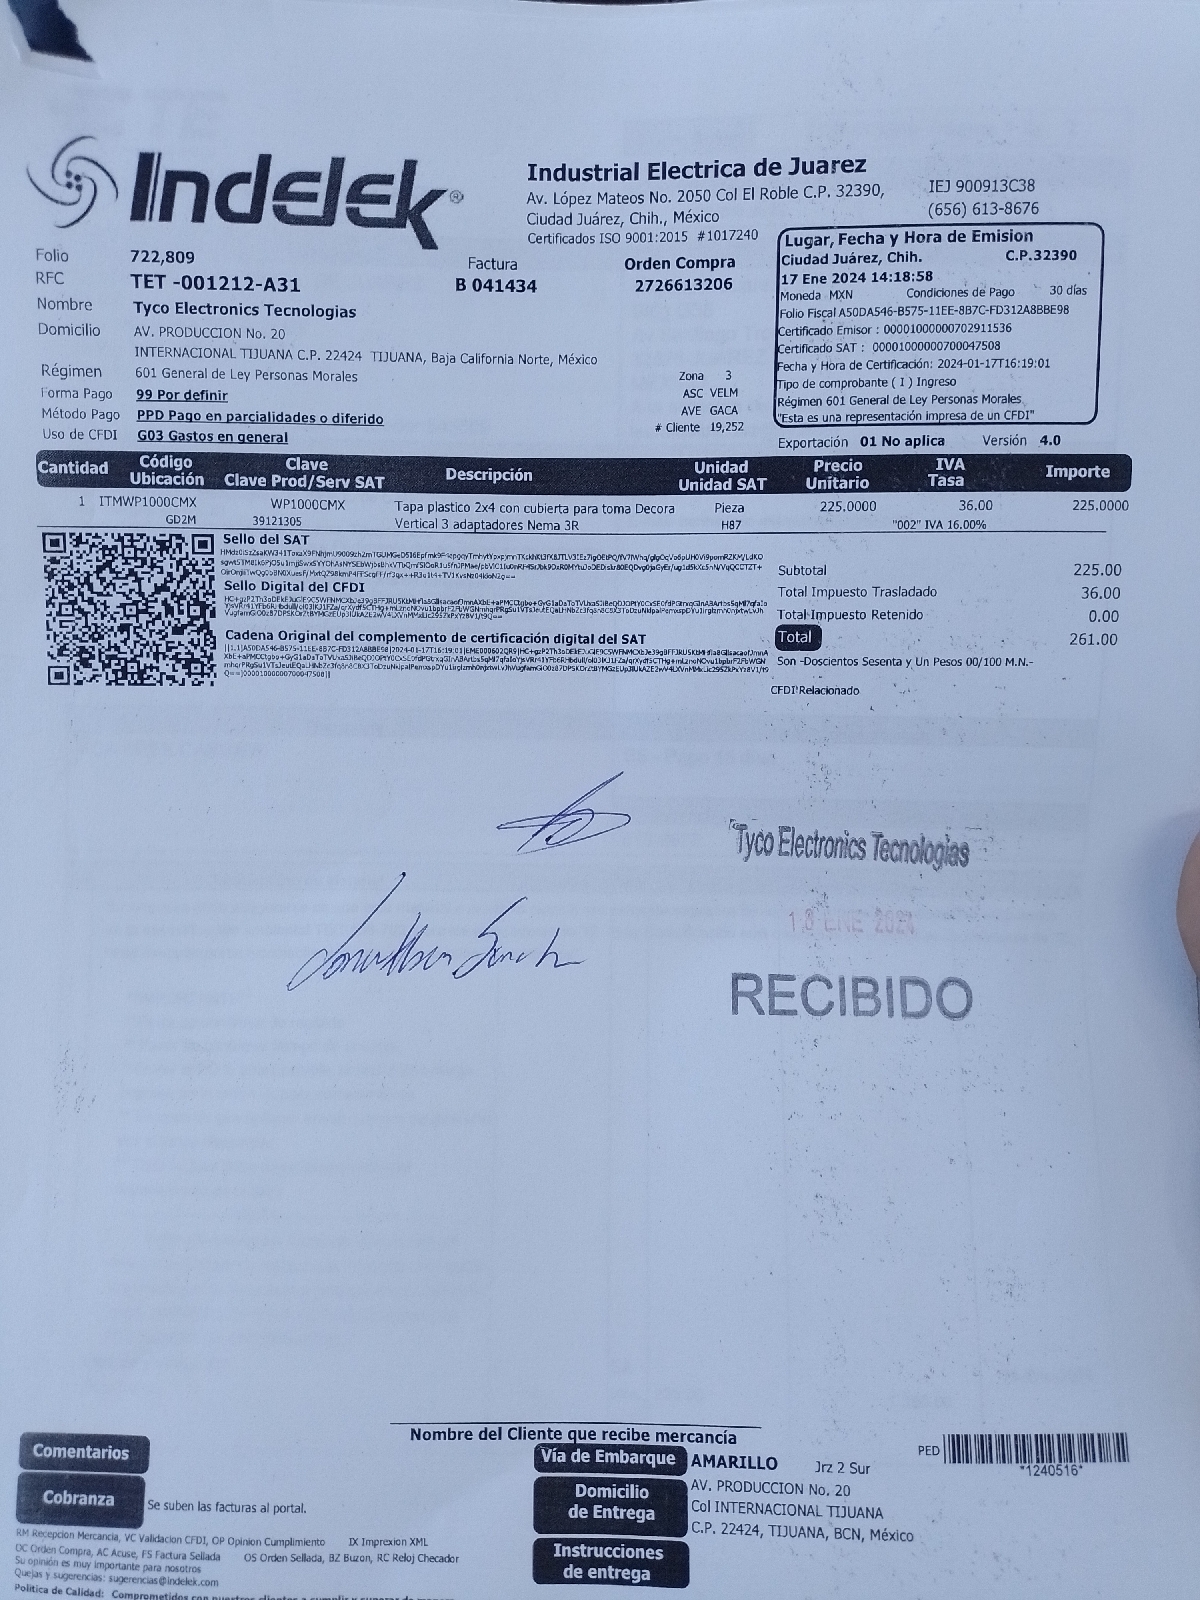 Indelek®
Industrial Electrica de Juarez
Av. López Mateos No. 2050 Col El Roble C.P. 32390,
Ciudad Juárez, Chih., México
Certificados ISO 9001:2015 #1017240
IEJ 900913C38
(656) 613-8676
Folio 722,809
RFC TET -001212-A31
Nombre Tyco Electronics Tecnologias
Domicilio AV. PRODUCCION No. 20
INTERNACIONAL TIJUANA C.P. 22424 TIJUANA, Baja California Norte, México
Régimen 601 General de Ley Personas Morales
Forma Pago 99 Por definir
Método Pago PPD Pago en parcialidades o diferido
Uso de CFDI G03 Gastos en general
Factura
B 041434
Orden Compra
2726613206
Zona 3
ASC VELM
AVE GACA
# Cliente 19,252
Lugar, Fecha y Hora de Emision
Ciudad Juárez, Chih. C.P.32390
17 Ene 2024 14:18:58
Moneda MXN Condiciones de Pago 30 días
Folio Fiscal A50DA546-B575-11EE-8B7C-FD312A8BBE98
Certificado Emisor : 00001000000702911536
Certificado SAT : 00001000000700047508
Fecha y Hora de Certificación: 2024-01-17T16:19:01
Tipo de comprobante ( I ) Ingreso
Régimen 601 General de Ley Personas Morales
"Esta es una representación impresa de un CFDI"
Exportación 01 No aplica Versión 4.0
Cantidad Código Ubicación Clave Clave Prod/Serv SAT Descripción Unidad Unidad SAT Precio Unitario IVA Tasa Importe
1 ITMWP1000CMX WP1000CMX Tapa plastico 2x4 con cubierta para toma Decora Pieza 225.0000 36.00 225.0000
GD2M 39121305 Vertical 3 adaptadores Nema 3R H87 "002" IVA 16.00%
Sello del SAT
Sello Digital del CFDI
Cadena Original del complemento de certificación digital del SAT
Subtotal 225.00
Total Impuesto Trasladado 36.00
Total Impuesto Retenido 0.00
Total 261.00
Son -Doscientos Sesenta y Un Pesos 00/100 M.N.-
CFDI Relacionado
Tyco Electronics Tecnologias
ENE 2024
RECIBIDO
Nombre del Cliente que recibe mercancía
Comentarios
Cobranza Se suben las facturas al portal.
Vía de Embarque AMARILLO Jrz 2 Sur
Domicilio de Entrega
AV. PRODUCCION No. 20
Col INTERNACIONAL TIJUANA
C.P. 22424, TIJUANA, BCN, México
Instrucciones de entrega
PED
*1240516*
RM Recepcion Mercancia, VC Validacion CFDI, OP Opinion Cumplimiento IX Imprexion XML
OC Orden Compra, AC Acuse, FS Factura Sellada OS Orden Sellada, BZ Buzon, RC Reloj Checador
Su opinión es muy importante para nosotros
Quejas y sugerencias: sugerencias@indelek.com
Politica de Calidad: